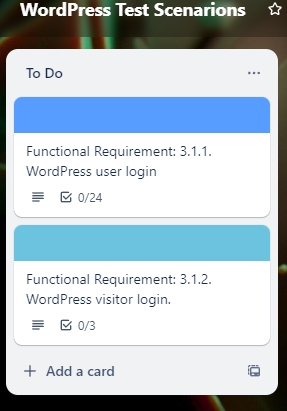 WordPress Test Scenarions
To Do
Functional Requirement: 3.1.1.
WordPress user login
0/24
Functional Requirement: 3.1.2.
WordPress visitor login.
0/3
Add a card